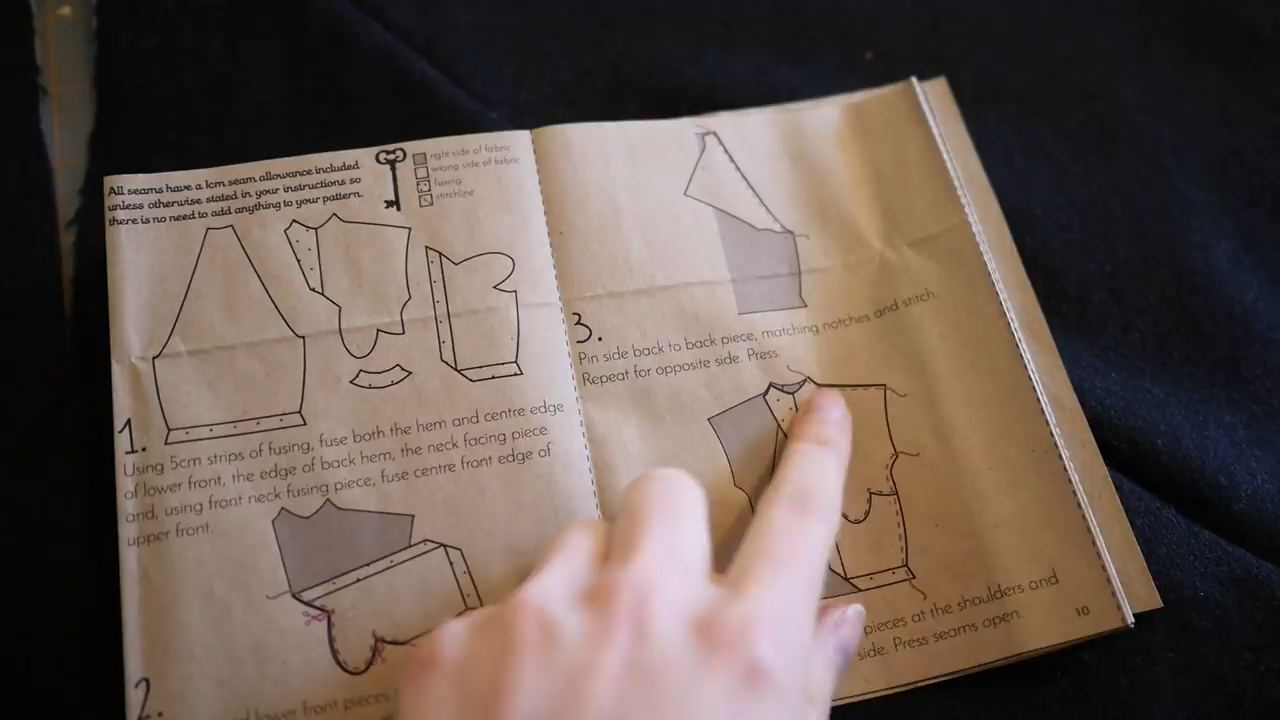 All seams have a 1cm seam allowance included
unless otherwise stated in your instructions so
there is no need to add anything to your pattern.
right side of fabric
wrong side of fabric
fusing
stitchline
1.
Using 5cm strips of fusing, fuse both the hem and centre edge
of lower front, the edge of back hem, the neck facing piece
and, using front neck fusing piece, fuse centre front edge of
upper front.
2.
lower front pieces
3.
Pin side back to back piece, matching notches and stitch.
Repeat for opposite side. Press.
pieces at the shoulders and
side. Press seams open.
10